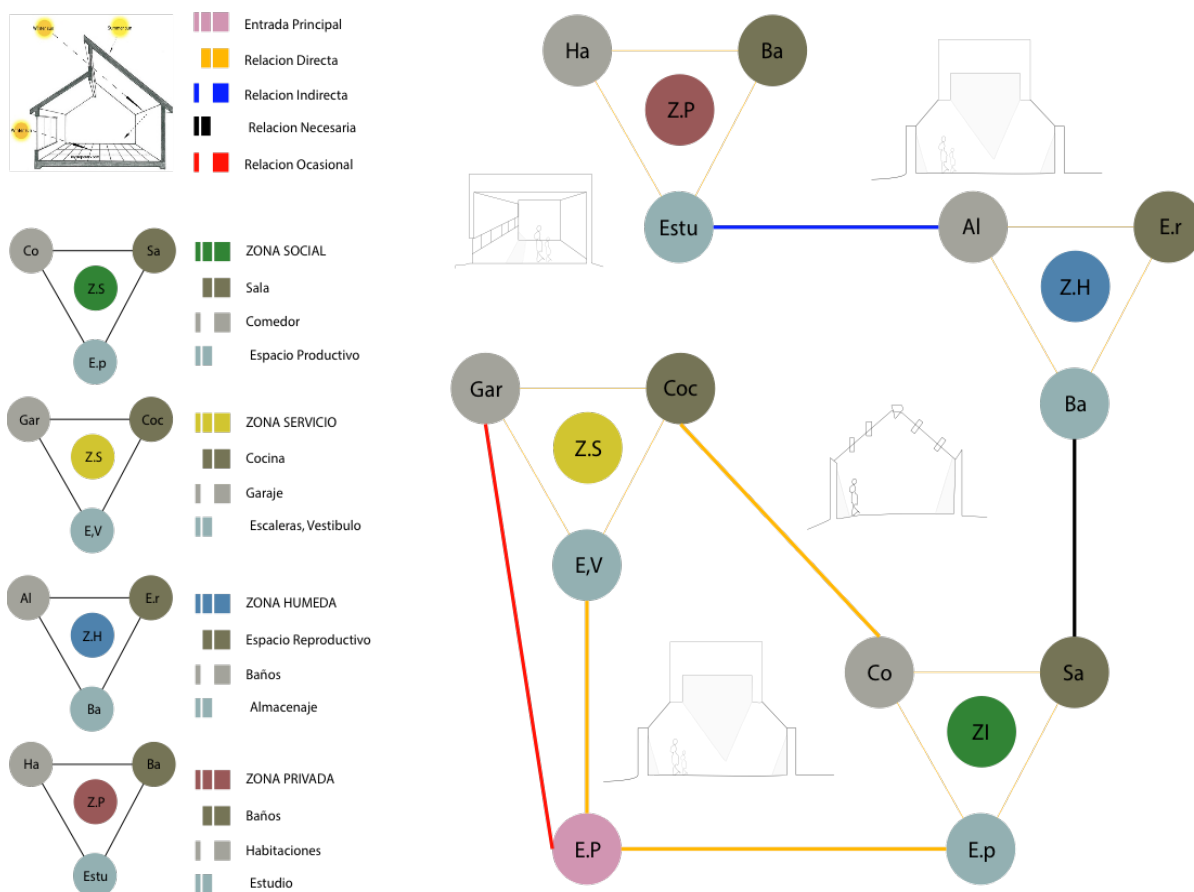 Summer sun
Entrada Principal
Relacion Directa
Relacion Indirecta
Relacion Necesaria
Relacion Ocasional
Co
Sa
Z.S
E.p
ZONA SOCIAL
Sala
Comedor
Espacio Productivo
Gar
Coc
Z.S
E,V
ZONA SERVICIO
Cocina
Garaje
Escaleras, Vestibulo
Al
E.r
Z.H
Ba
ZONA HUMEDA
Espacio Reproductivo
Baños
Almacenaje
Ha
Ba
Z.P
Estu
ZONA PRIVADA
Baños
Habitaciones
Estudio
Ha
Ba
Z.P
Estu
Al
E.r
Z.H
Ba
Gar
Coc
Z.S
E,V
Co
Sa
ZI
E.P
E.p